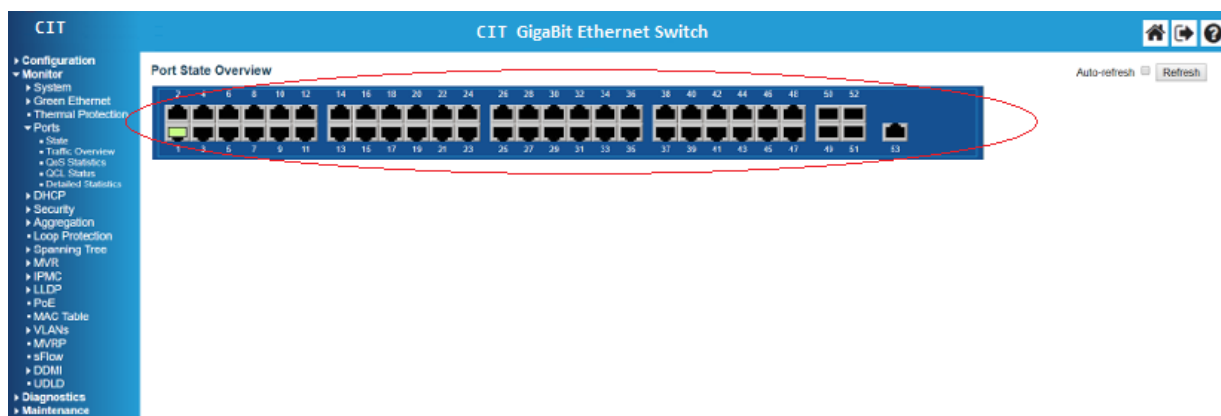 CIT
CIT GigaBit Ethernet Switch
Configuration
Monitor
System
Green Ethernet
Thermal Protection
Ports
State
Traffic Overview
QoS Statistics
QCL Status
Detailed Statistics
DHCP
Security
Aggregation
Loop Protection
Spanning Tree
MVR
IPMC
LLDP
PoE
MAC Table
VLANs
MVRP
sFlow
DDMI
UDLD
Diagnostics
Maintenance
Port State Overview
Auto-refresh Refresh
2 4 6 8 10 12 14 16 18 20 22 24 26 28 30 32 34 36 38 40 42 44 46 48 50 52
1 3 5 7 9 11 13 15 17 19 21 23 25 27 29 31 33 35 37 39 41 43 45 47 49 51 53